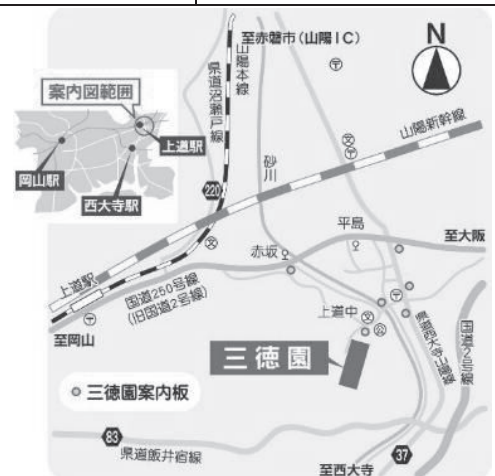 至赤磐市(山陽IC)
N
案内図範囲
上道駅
岡山駅
西大寺駅
県道沼瀬戸線
山陽本線
山陽新幹線
220
砂川
平島
赤坂
至大阪
上道駅
国道250号線
(旧国道2号線)
至岡山
上道中
三徳園
県道西大寺山陽線
国道2号線
三徳園案内板
83
県道飯井宿線
37
至西大寺